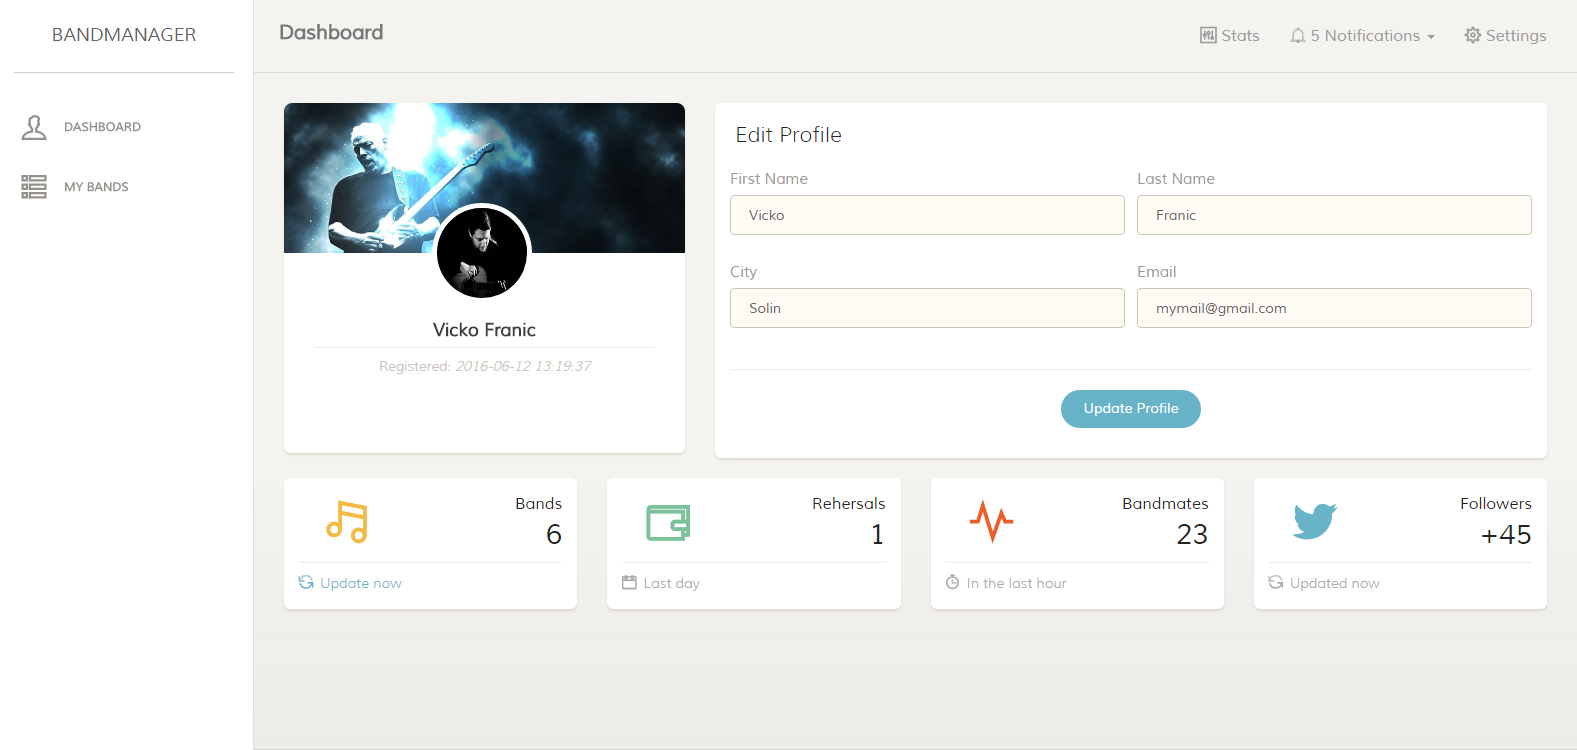 BANDMANAGER
DASHBOARD
MY BANDS
Dashboard
Stats
5 Notifications
Settings
Vicko Franic
Registered: 2016-06-12 13:19:37
Edit Profile
First Name
Last Name
Vicko
Franic
City
Email
Solin
mymail@gmail.com
Update Profile
Bands
6
Update now
Rehersals
1
Last day
Bandmates
23
In the last hour
Followers
+45
Updated now